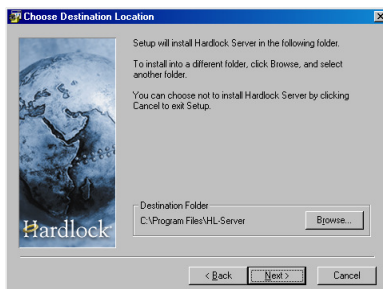 Choose Destination Location
Setup will install Hardlock Server in the following folder.
To install into a different folder, click Browse, and select
another folder.
You can choose not to install Hardlock Server by clicking
Cancel to exit Setup.
Hardlock
Destination Folder
C:\Program Files\HL-Server
Browse...
< Back
Next >
Cancel